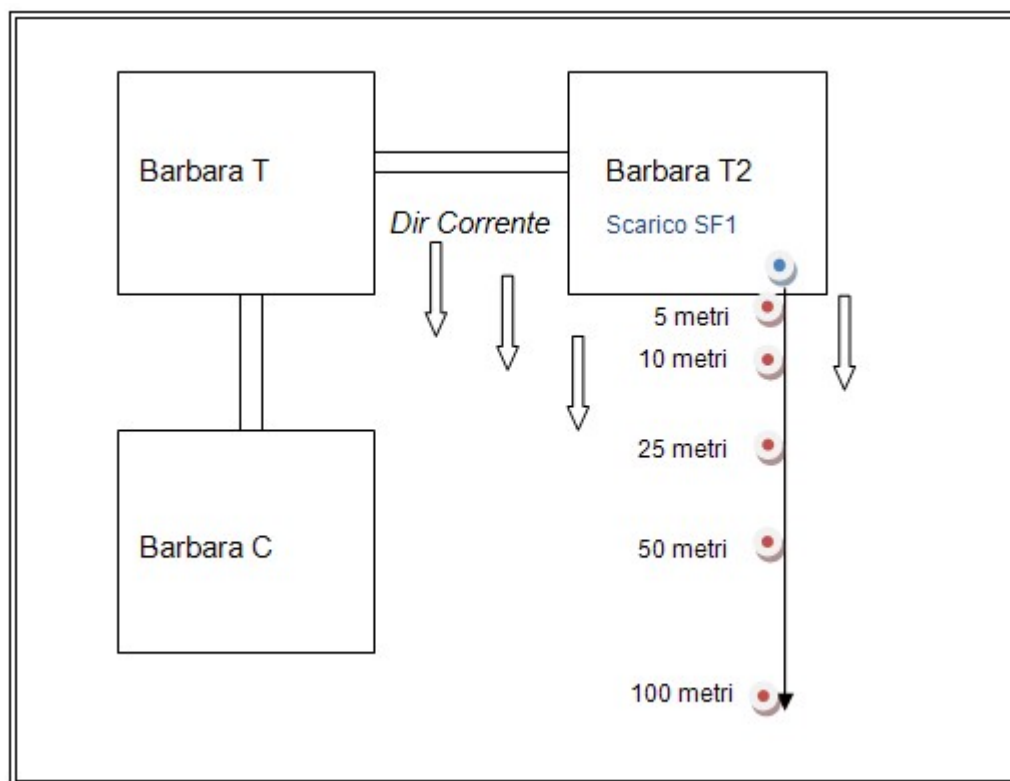 Barbara T
Barbara T2
Scarico SF1
Dir Corrente
5 metri
10 metri
25 metri
50 metri
Barbara C
100 metri